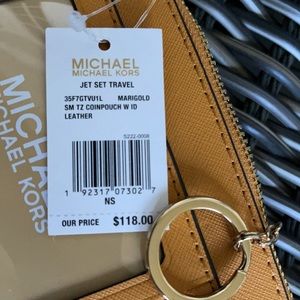 MICHAEL
MICHAEL KORS
JET SET TRAVEL
35F7GTVU1L MARIGOLD
SM TZ COINPOUCH W ID
LEATHER
5222-0008
1 92317 07302 7
NS
OUR PRICE $118.00
MICHAEL
MICHAEL KORS